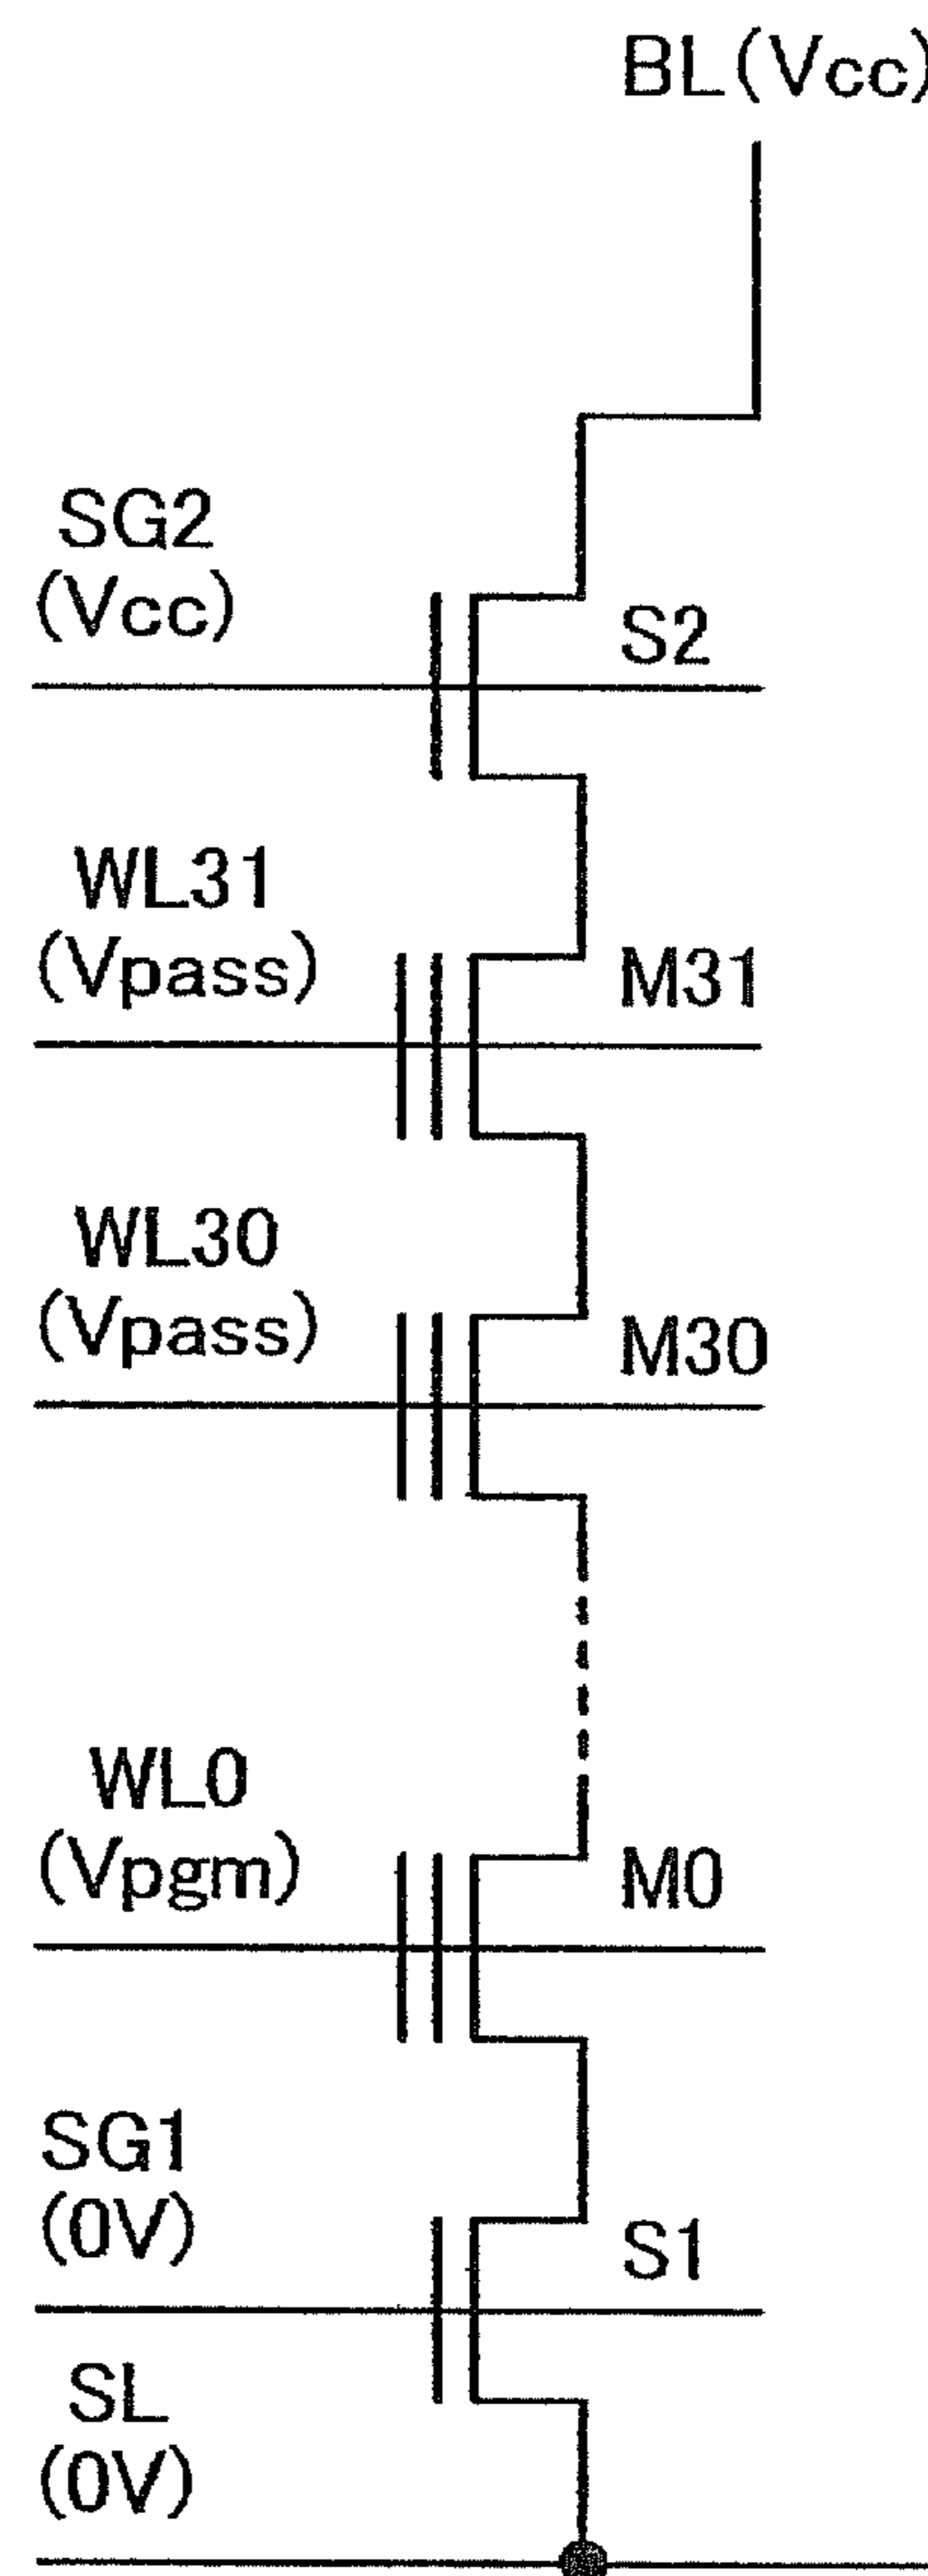 BL(Vcc)
SG2
(Vcc)
S2
WL31
(Vpass)
M31
WL30
(Vpass)
M30
WL0
(Vpgm)
M0
SG1
(0V)
S1
SL
(0V)